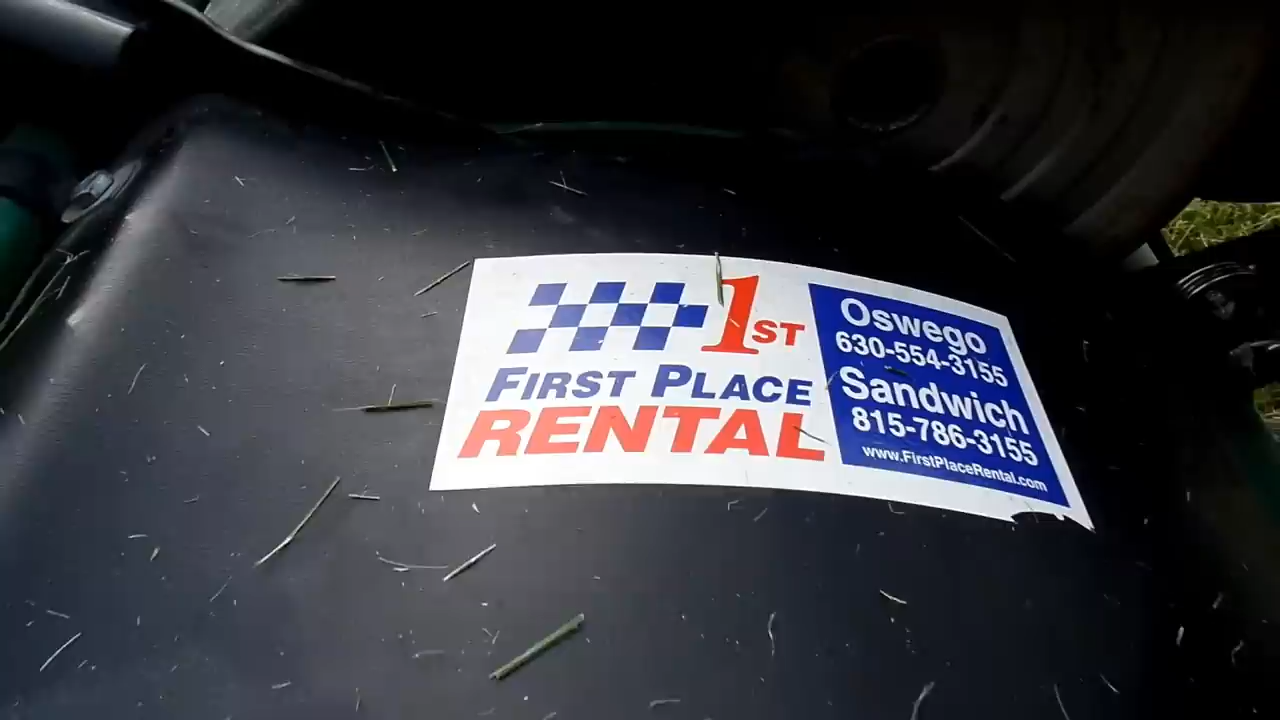 1ST
FIRST PLACE
RENTAL
Oswego
630-554-3155
Sandwich
815-786-3155
www.FirstPlaceRental.com